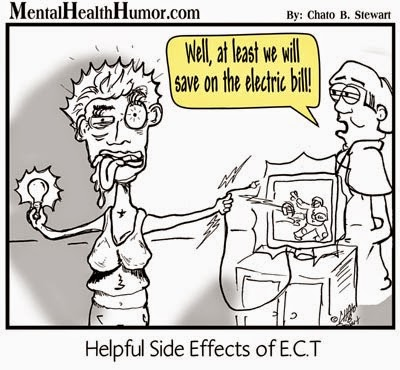 MentalHealthHumor.com By: Chato B. Stewart
Well, at least we will
save on the electric bill!
Helpful Side Effects of E.C.T